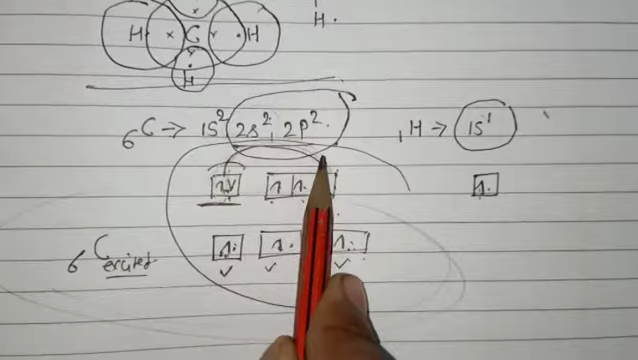 H C H
H
H.
₆C → 1S² 2s², 2P². ₁H → 1S¹
₆C excited